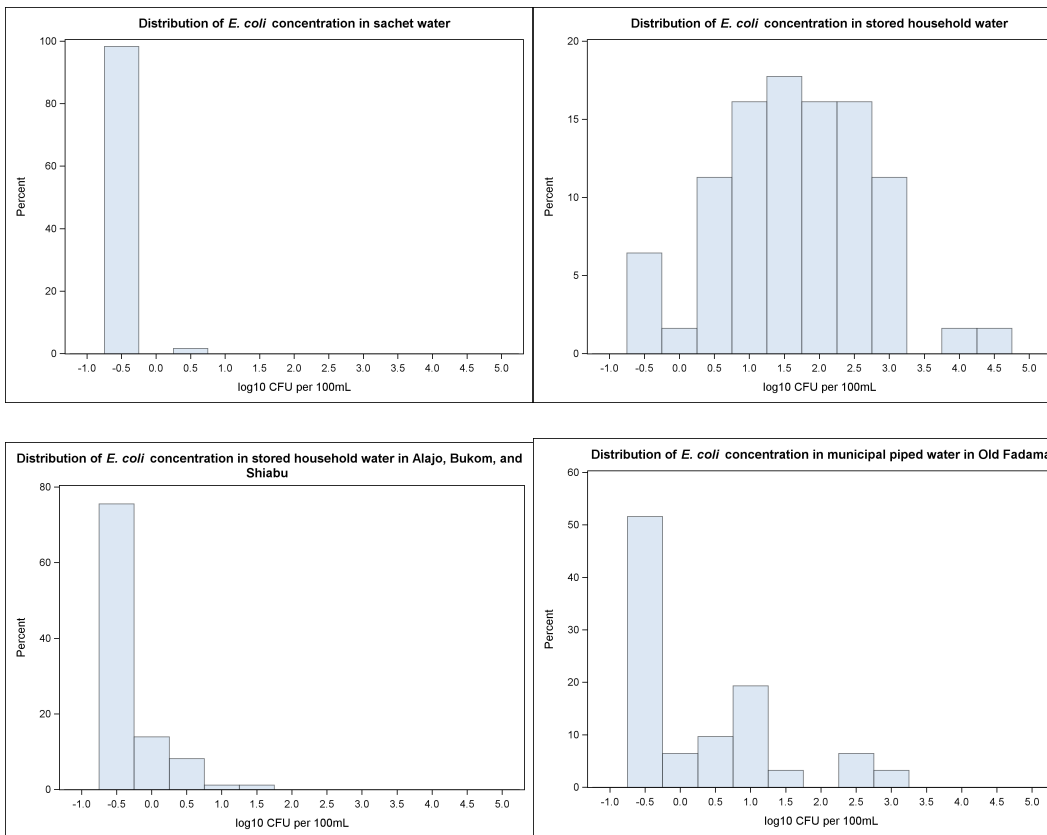 Distribution of E. coli concentration in sachet water
100
80
60
40
20
0
Percent
-1.0 -0.5 0.0 0.5 1.0 1.5 2.0 2.5 3.0 3.5 4.0 4.5 5.0
log10 CFU per 100mL
Distribution of E. coli concentration in stored household water
20
15
10
5
0
Percent
-1.0 -0.5 0.0 0.5 1.0 1.5 2.0 2.5 3.0 3.5 4.0 4.5 5.0
log10 CFU per 100mL
Distribution of E. coli concentration in stored household water in Alajo, Bukom, and
Shiabu
80
60
40
20
0
Percent
-1.0 -0.5 0.0 0.5 1.0 1.5 2.0 2.5 3.0 3.5 4.0 4.5 5.0
log10 CFU per 100mL
Distribution of E. coli concentration in municipal piped water in Old Fadama
60
50
40
30
20
10
0
Percent
-1.0 -0.5 0.0 0.5 1.0 1.5 2.0 2.5 3.0 3.5 4.0 4.5 5.0
log10 CFU per 100mL